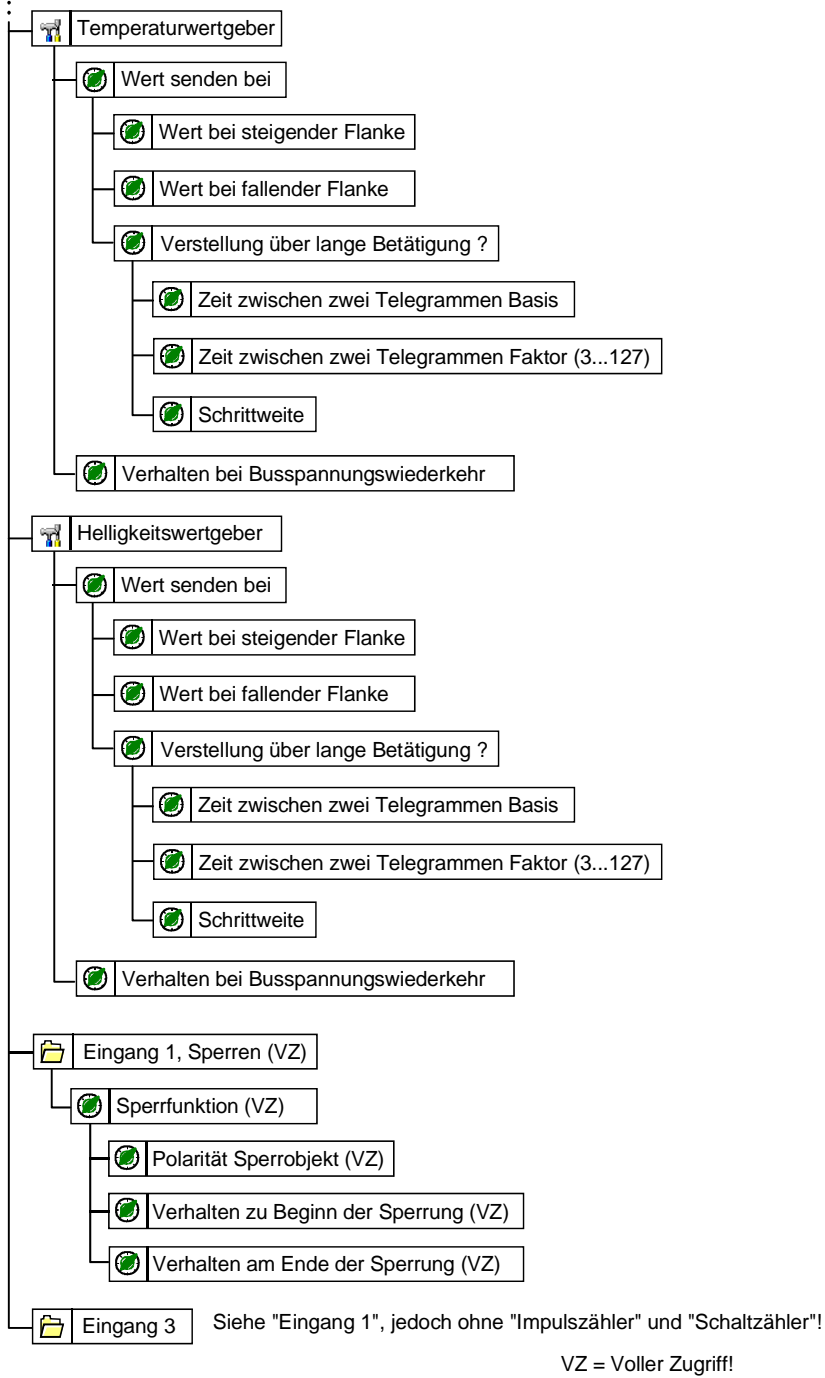 Temperaturwertgeber
Wert senden bei
Wert bei steigender Flanke
Wert bei fallender Flanke
Verstellung über lange Betätigung ?
Zeit zwischen zwei Telegrammen Basis
Zeit zwischen zwei Telegrammen Faktor (3...127)
Schrittweite
Verhalten bei Busspannungswiederkehr
Helligkeitswertgeber
Wert senden bei
Wert bei steigender Flanke
Wert bei fallender Flanke
Verstellung über lange Betätigung ?
Zeit zwischen zwei Telegrammen Basis
Zeit zwischen zwei Telegrammen Faktor (3...127)
Schrittweite
Verhalten bei Busspannungswiederkehr
Eingang 1, Sperren (VZ)
Sperrfunktion (VZ)
Polarität Sperrobjekt (VZ)
Verhalten zu Beginn der Sperrung (VZ)
Verhalten am Ende der Sperrung (VZ)
Eingang 3 Siehe "Eingang 1", jedoch ohne "Impulszähler" und "Schaltzähler"!
VZ = Voller Zugriff!